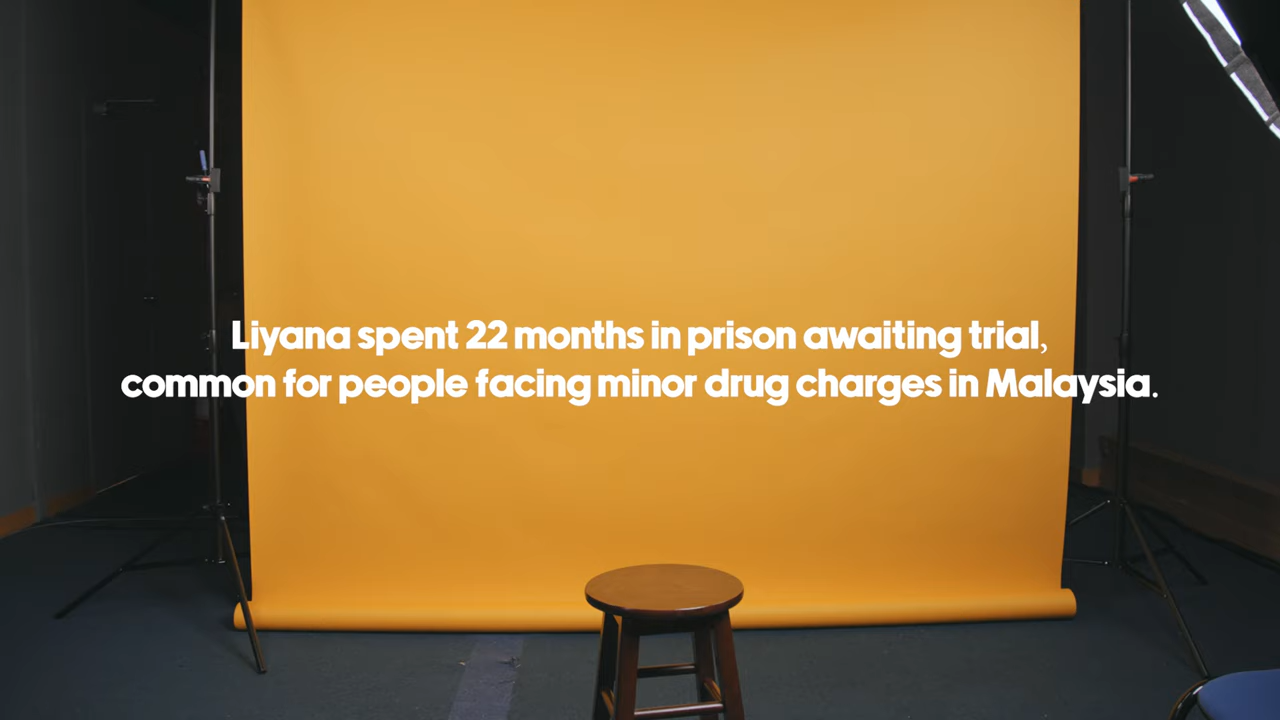 Liyana spent 22 months in prison awaiting trial,
common for people facing minor drug charges in Malaysia.